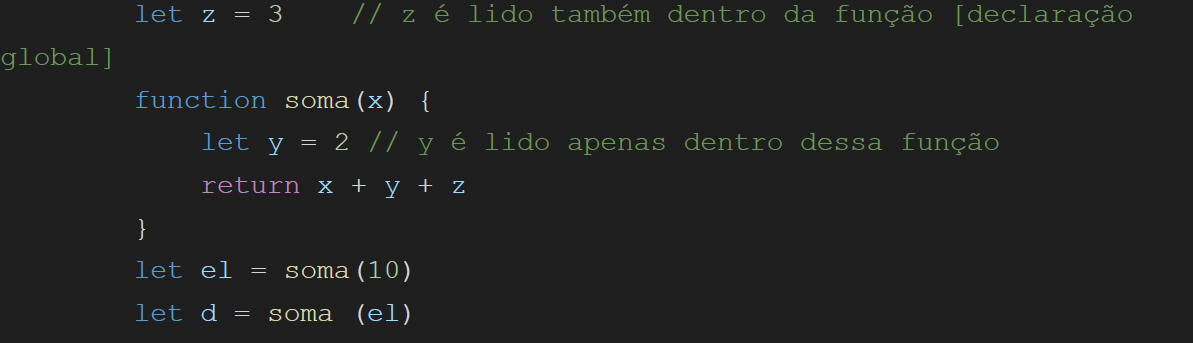 let z = 3    // z é lido também dentro da função [declaração
global]
function soma(x) {
    let y = 2 // y é lido apenas dentro dessa função
    return x + y + z
}
let el = soma(10)
let d = soma (el)